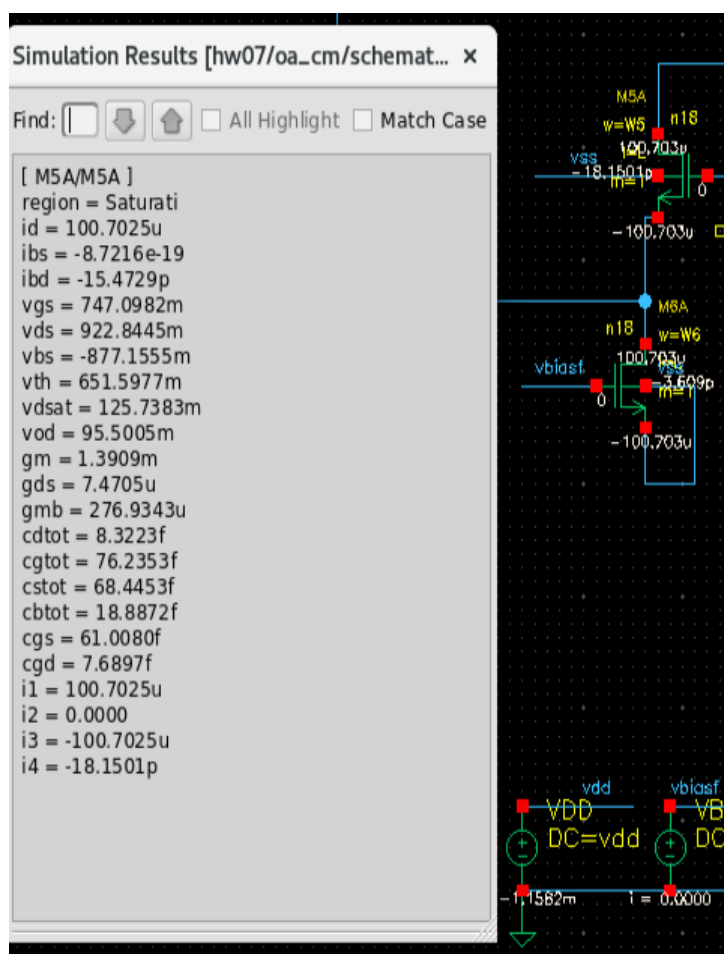 Simulation Results [hw07/oa_cm/schemat... ×
Find: All Highlight Match Case
[ M5A/M5A ]
region = Saturati
id = 100.7025u
ibs = -8.7216e-19
ibd = -15.4729p
vgs = 747.0982m
vds = 922.8445m
vbs = -877.1555m
vth = 651.5977m
vdsat = 125.7383m
vod = 95.5005m
gm = 1.3909m
gds = 7.4705u
gmb = 276.9343u
cdtot = 8.3223f
cgtot = 76.2353f
cstot = 68.4453f
cbtot = 18.8872f
cgs = 61.0080f
cgd = 7.6897f
i1 = 100.7025u
i2 = 0.0000
i3 = -100.7025u
i4 = -18.1501p
M5A
w=W5 n18
100.703u
vss
-18.1501p
m=1
0
-100.703u
M6A
n18 w=W6
100.703u
vbiasf
vss
-3.609p
m=1
0
-100.703u
vdd vbiasf
VDD VB
DC=vdd DC
-1.1582m i = 0.0000